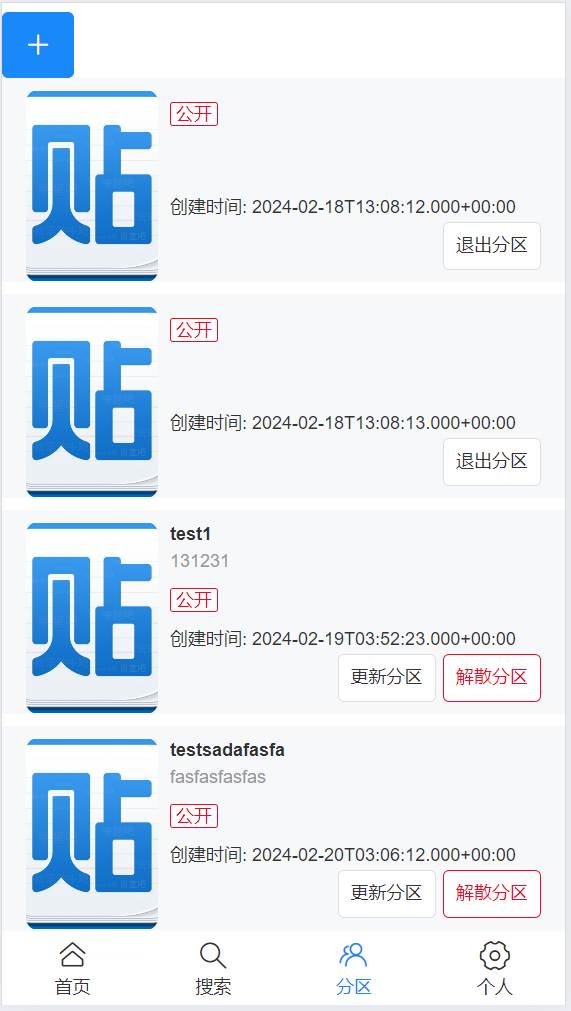 贴
公开
创建时间: 2024-02-18T13:08:12.000+00:00
退出分区
贴
公开
创建时间: 2024-02-18T13:08:13.000+00:00
退出分区
贴
test1
131231
公开
创建时间: 2024-02-19T03:52:23.000+00:00
更新分区 解散分区
贴
testsadafasfa
fasfasfasfas
公开
创建时间: 2024-02-20T03:06:12.000+00:00
更新分区 解散分区
首页 搜索 分区 个人